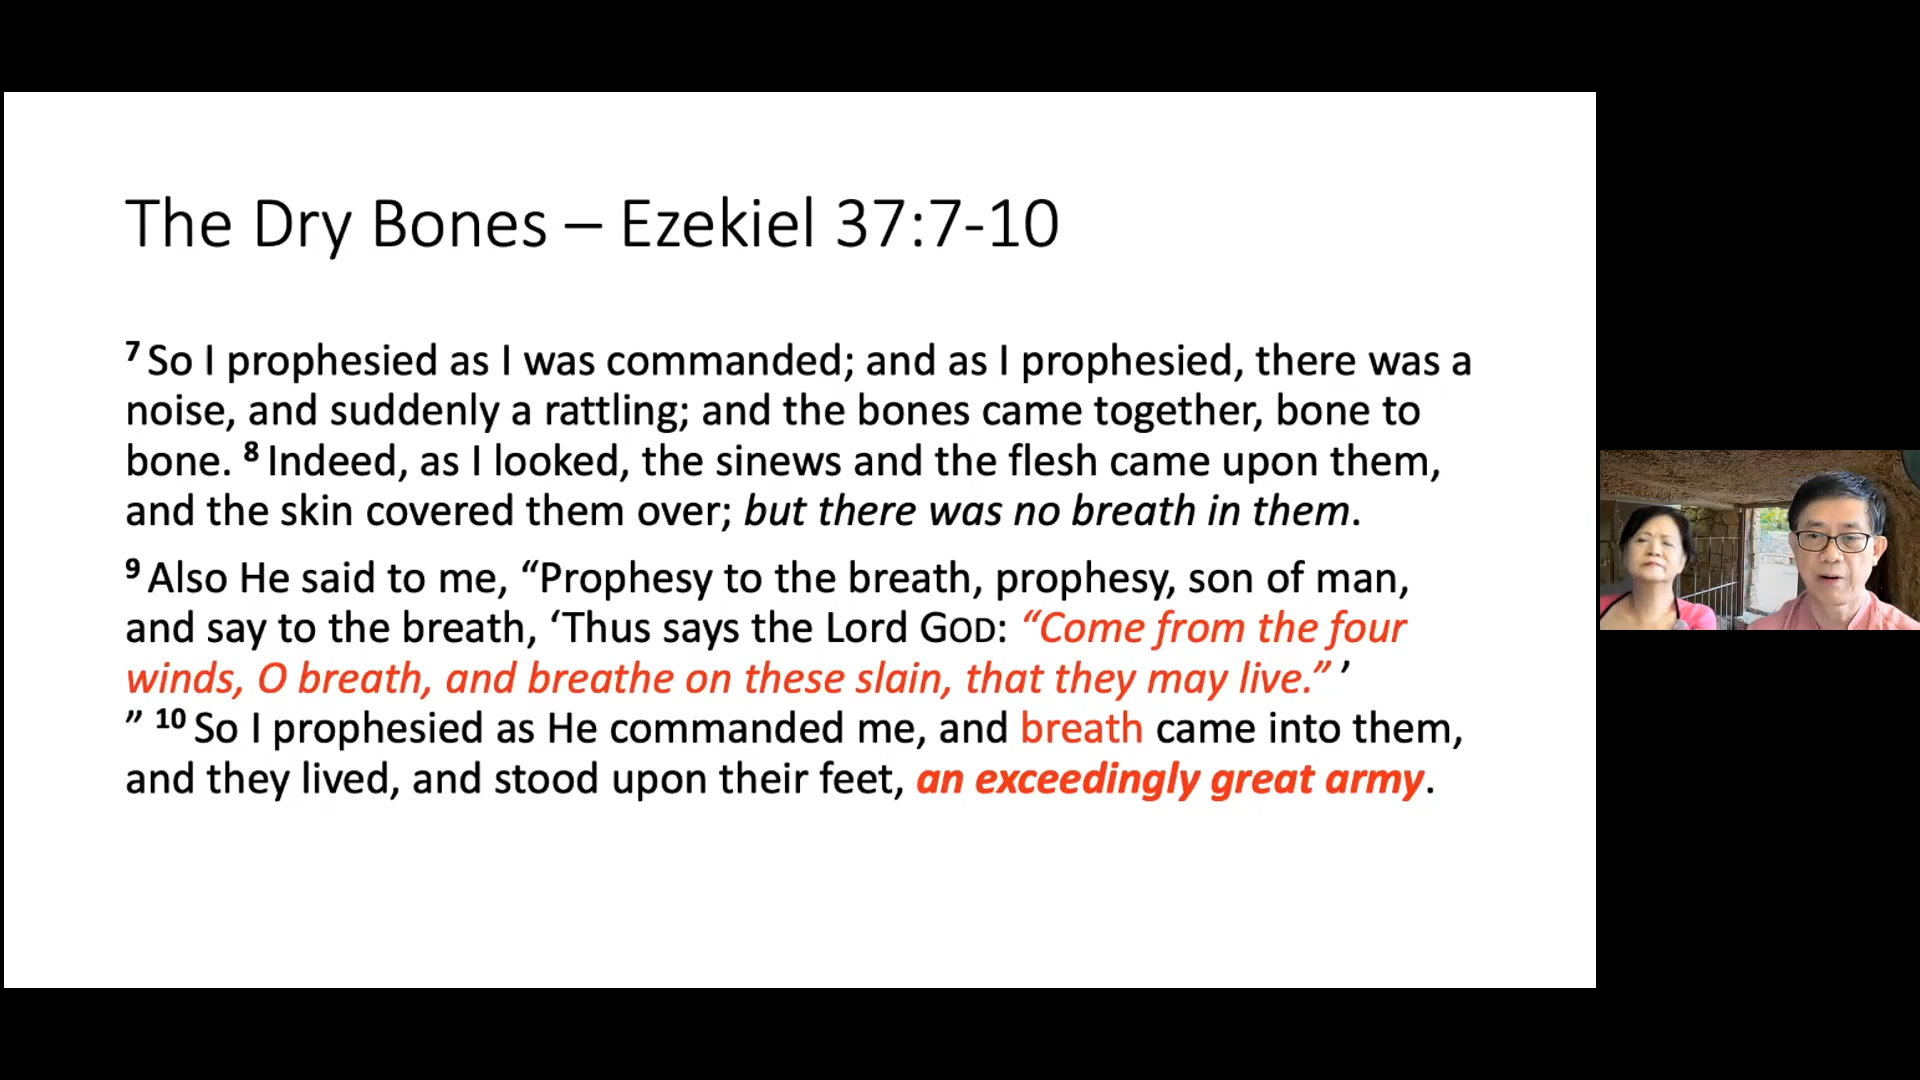 The Dry Bones – Ezekiel 37:7-10
7 So I prophesied as I was commanded; and as I prophesied, there was a
noise, and suddenly a rattling; and the bones came together, bone to
bone. 8 Indeed, as I looked, the sinews and the flesh came upon them,
and the skin covered them over; but there was no breath in them.
9 Also He said to me, “Prophesy to the breath, prophesy, son of man,
and say to the breath, ‘Thus says the Lord GOD: “Come from the four
winds, O breath, and breathe on these slain, that they may live.” ’
” 10 So I prophesied as He commanded me, and breath came into them,
and they lived, and stood upon their feet, an exceedingly great army.